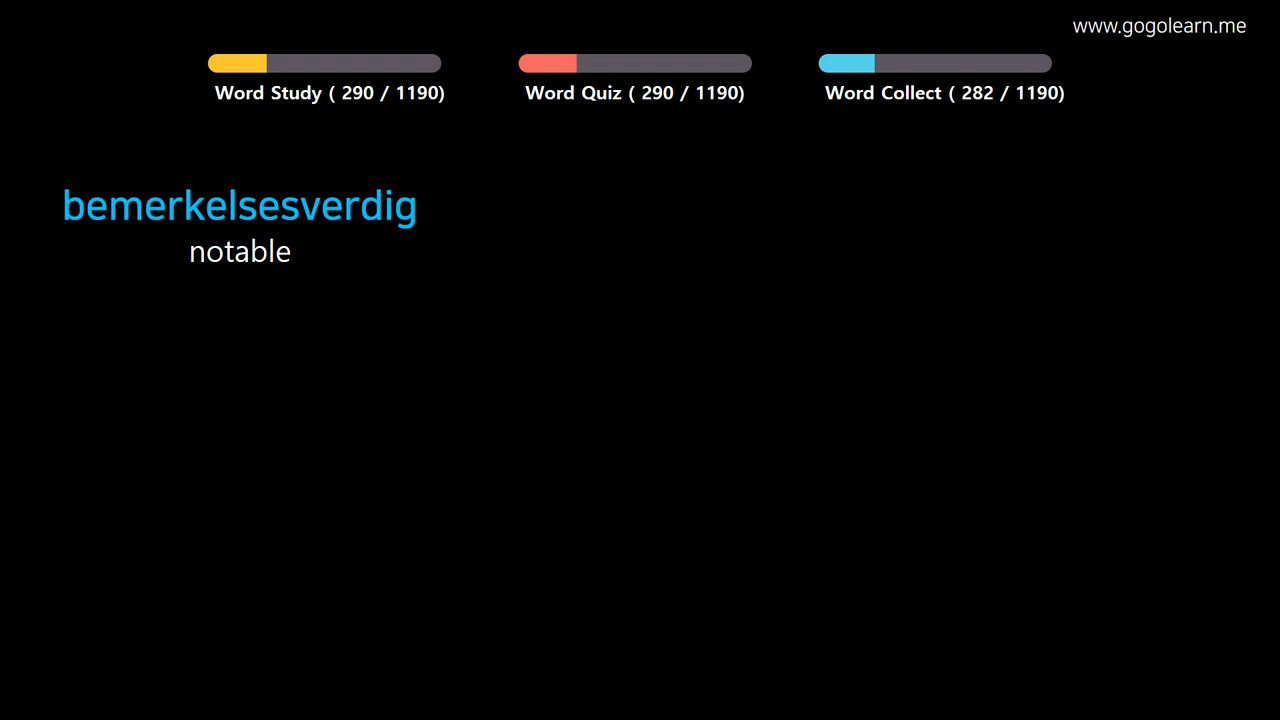 www.gogolearn.me
Word Study ( 290 / 1190)
Word Quiz ( 290 / 1190)
Word Collect ( 282 / 1190)
bemerkelsesverdig
notable